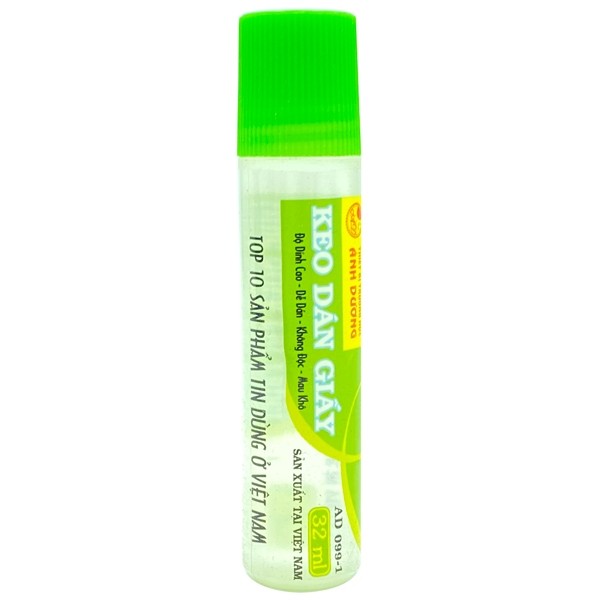 ÁNH DƯƠNG
KEO DÁN GIẤY
Độ Dính Cao - Dễ Dán - Không Độc - Mau Khô
AD 099-1
32 ml
SẢN XUẤT TẠI VIỆT NAM
TOP 10 SẢN PHẨM TIN DÙNG Ở VIỆT NAM